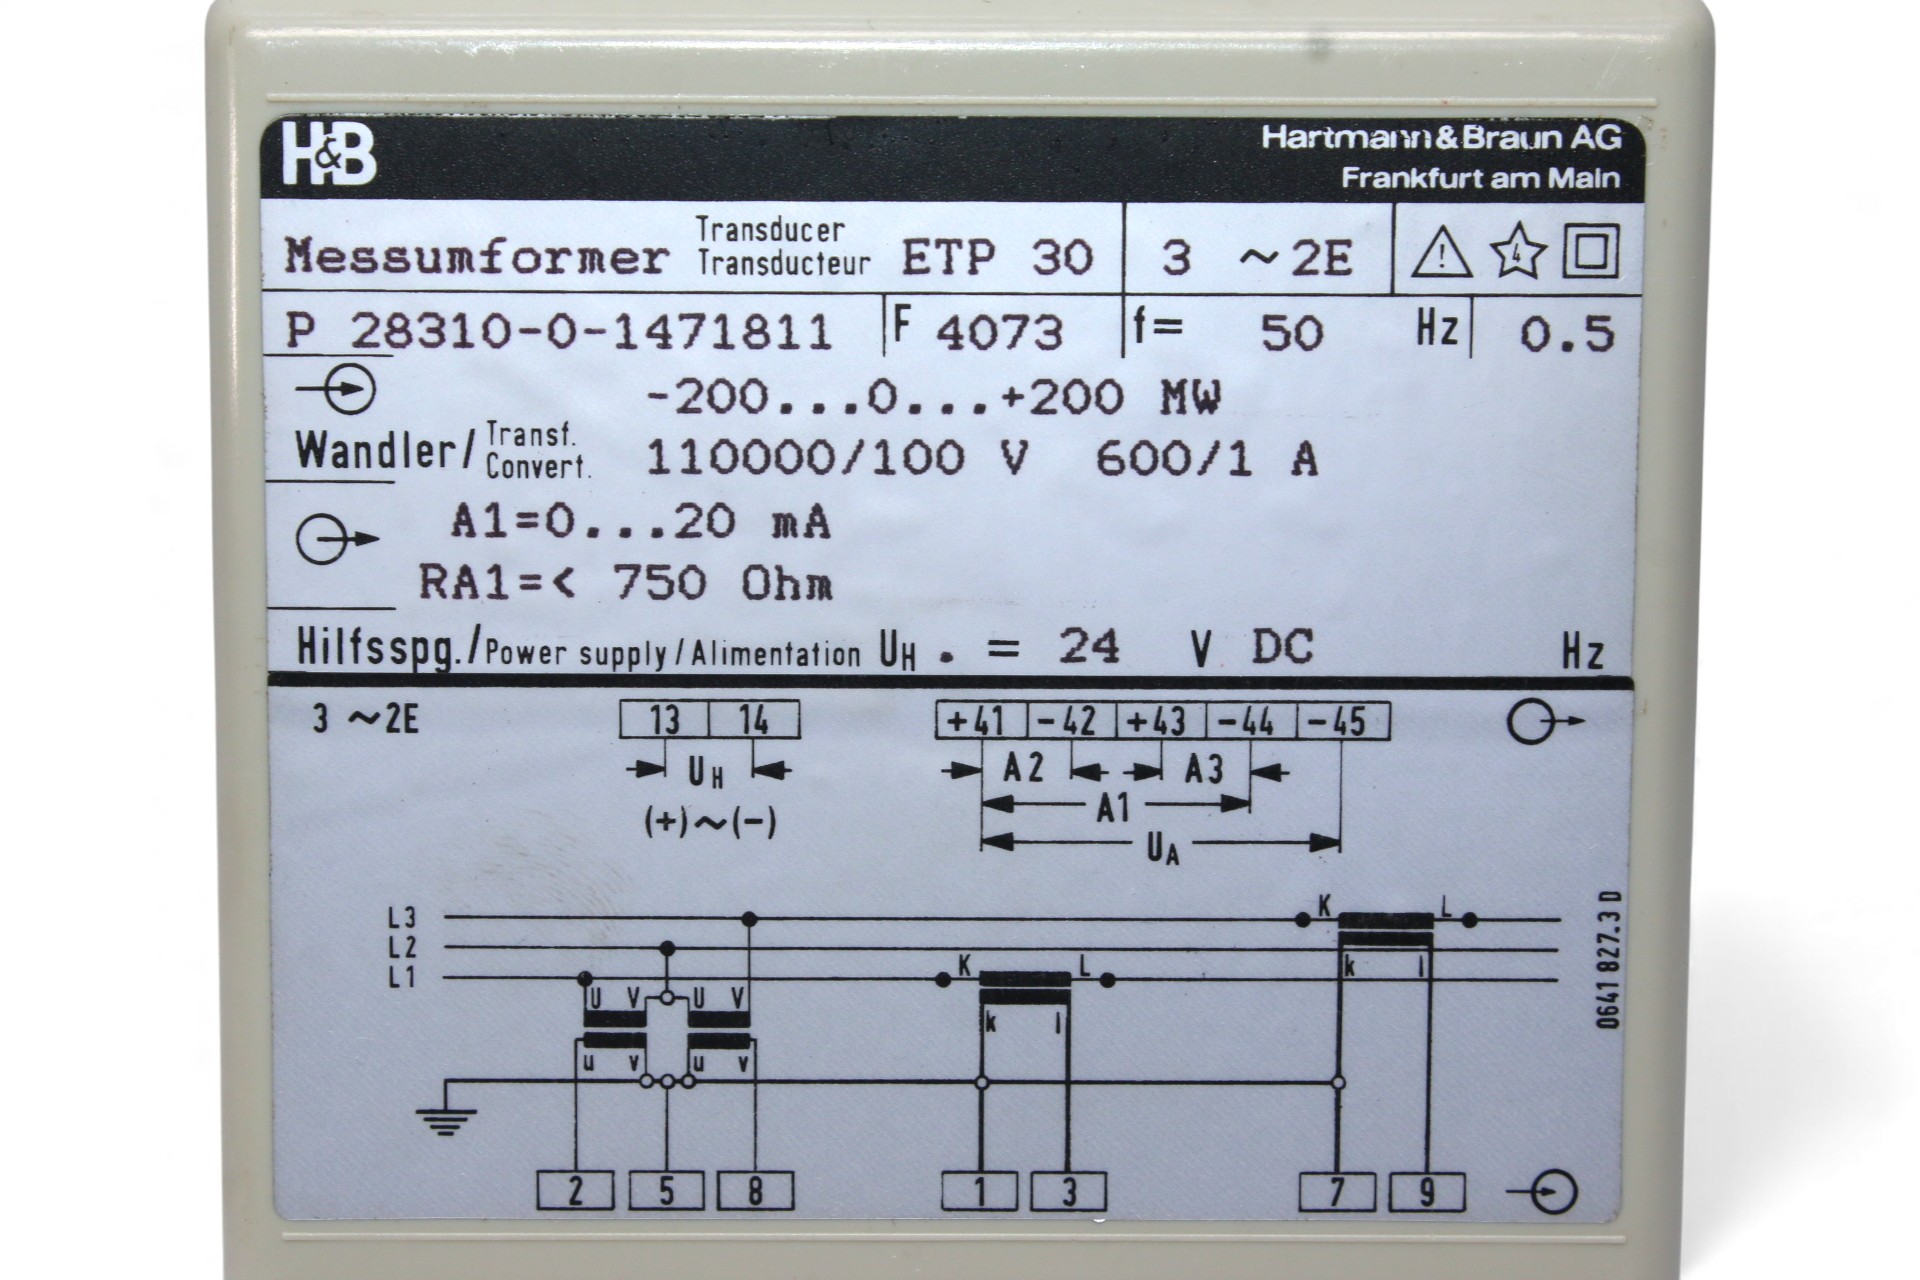 H&B
Hartmann & Braun AG
Frankfurt am Main
Messumformer Transducer Transducteur ETP 30 3 ~2E ! 4
P 28310-0-1471811 F 4073 f= 50 Hz 0.5
-200...0...+200 MW
Wandler/ Transf. Convert. 110000/100 V 600/1 A
A1=0...20 mA
RA1=< 750 Ohm
Hilfsspg./Power supply/Alimentation UH . = 24 V DC Hz
3 ~2E 13 14 +41 -42 +43 -44 -45
UH A2 A3
A1
(+)~(-)
UA
L3 K L
L2
L1 K L k l
U V U V
k l
u v u v
2 5 8 1 3 7 9
0641 827.3 D